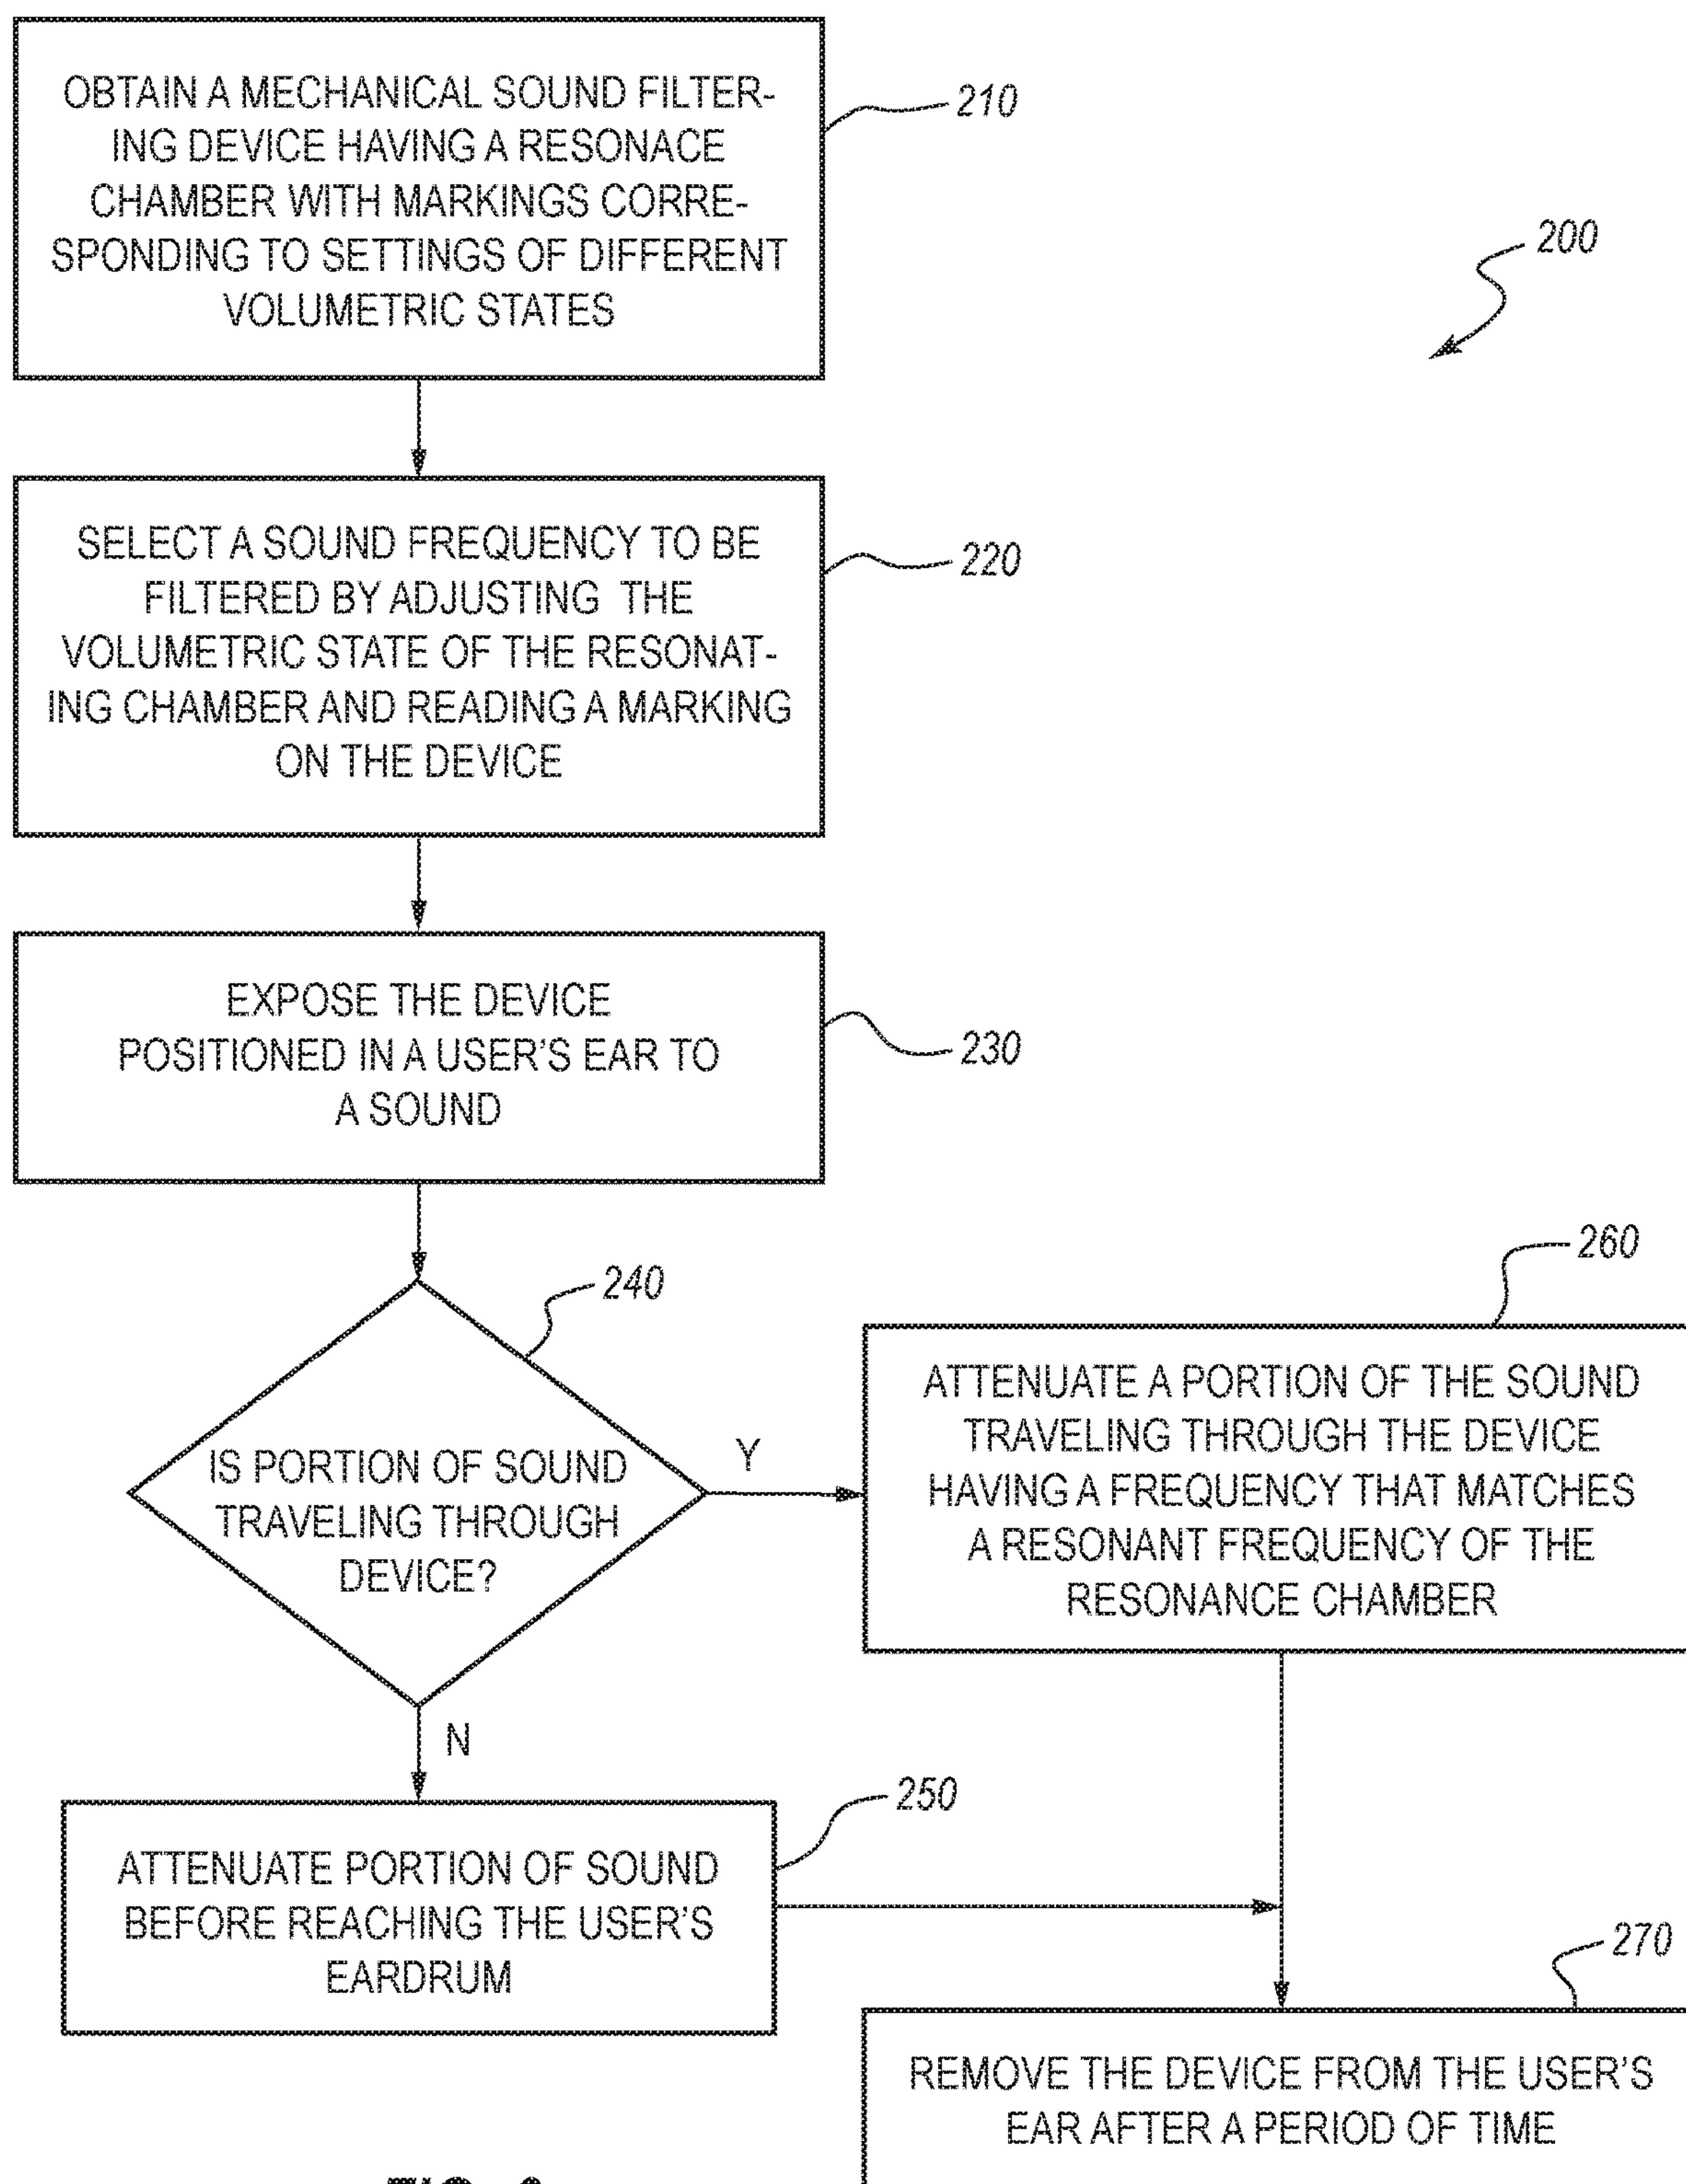 OBTAIN A MECHANICAL SOUND FILTER-
ING DEVICE HAVING A RESONACE
CHAMBER WITH MARKINGS CORRE-
SPONDING TO SETTINGS OF DIFFERENT
VOLUMETRIC STATES
210
200
SELECT A SOUND FREQUENCY TO BE
FILTERED BY ADJUSTING THE
VOLUMETRIC STATE OF THE RESONAT-
ING CHAMBER AND READING A MARKING
ON THE DEVICE
220
EXPOSE THE DEVICE
POSITIONED IN A USER'S EAR TO
A SOUND
230
240
IS PORTION OF SOUND
TRAVELING THROUGH
DEVICE?
Y
N
260
ATTENUATE A PORTION OF THE SOUND
TRAVELING THROUGH THE DEVICE
HAVING A FREQUENCY THAT MATCHES
A RESONANT FREQUENCY OF THE
RESONANCE CHAMBER
250
ATTENUATE PORTION OF SOUND
BEFORE REACHING THE USER'S
EARDRUM
270
REMOVE THE DEVICE FROM THE USER'S
EAR AFTER A PERIOD OF TIME